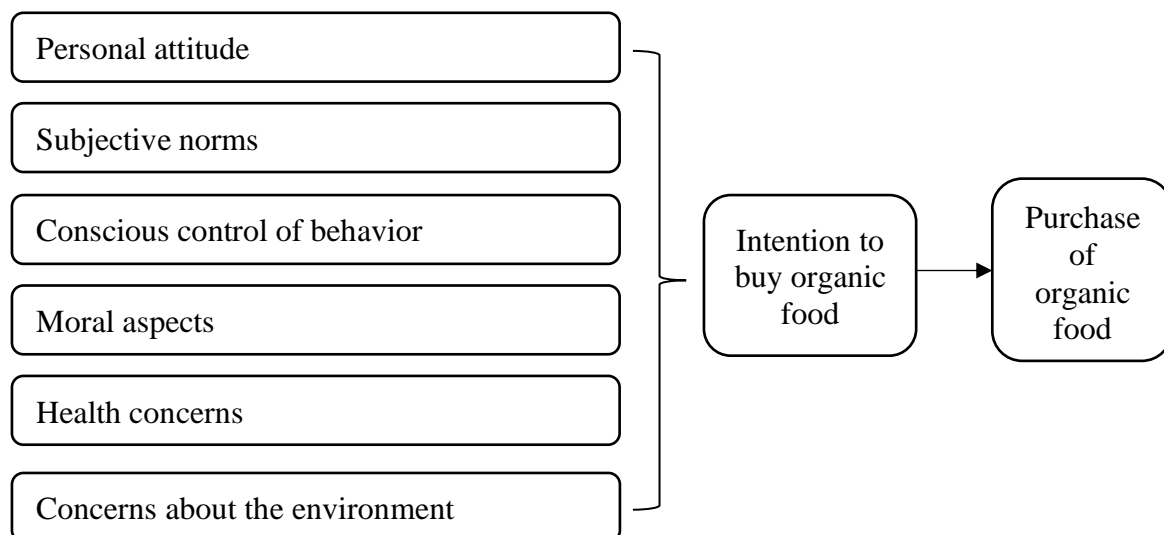 Personal attitude
Subjective norms
Conscious control of behavior
Moral aspects
Health concerns
Concerns about the environment
Intention to
buy organic
food
Purchase
of
organic
food